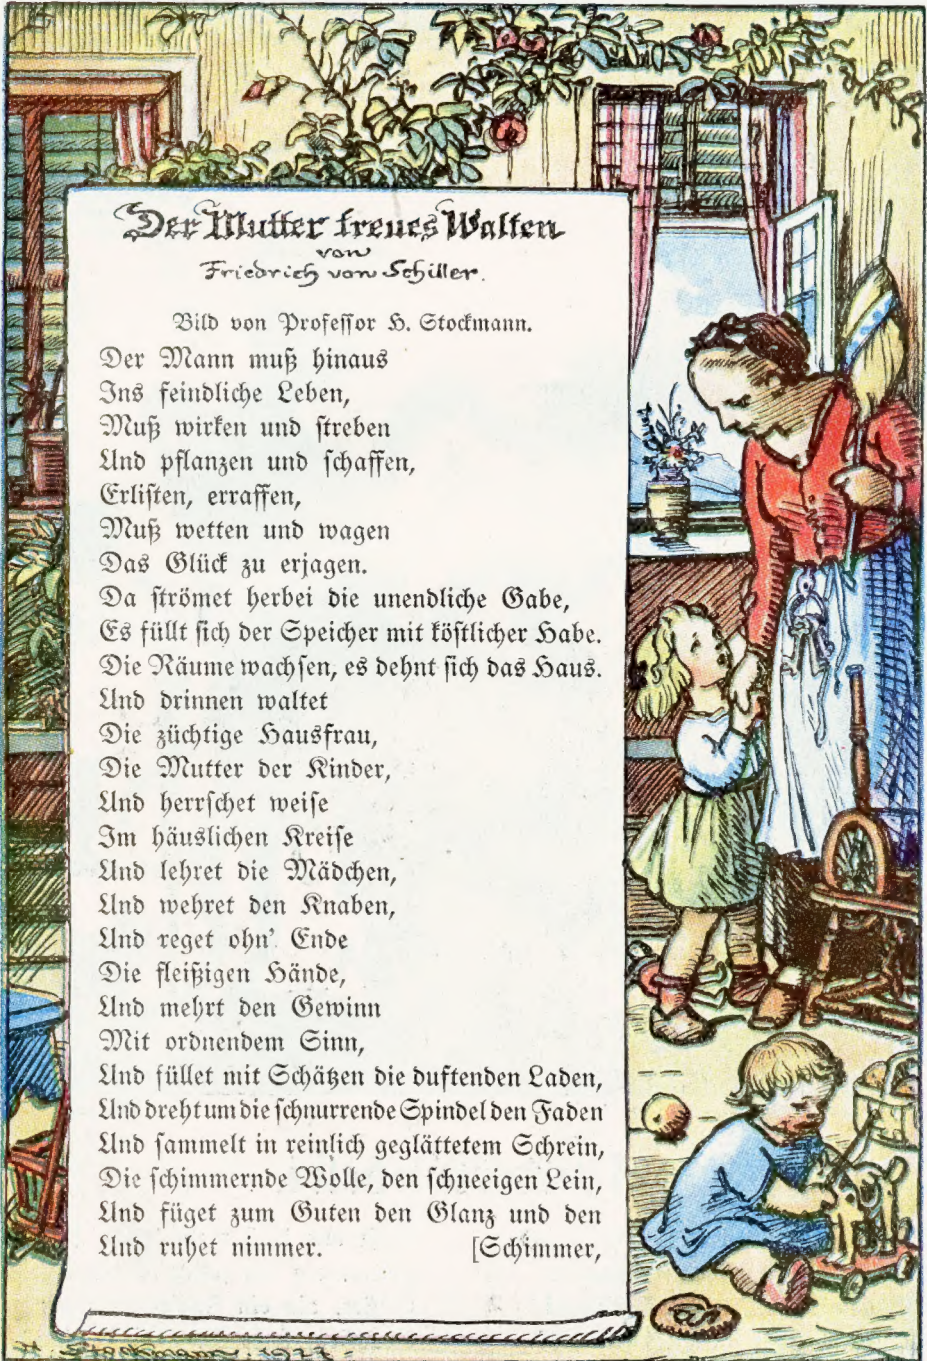 Der Mutter treues Walten
von
Friedrich von Schiller.
Bild von Professor H. Stockmann.
Der Mann muß hinaus
Ins feindliche Leben,
Muß wirken und streben
Und pflanzen und schaffen,
Erlisten, erraffen,
Muß wetten und wagen
Das Glück zu erjagen.
Da strömet herbei die unendliche Gabe,
Es füllt sich der Speicher mit köstlicher Habe.
Die Räume wachsen, es dehnt sich das Haus.
Und drinnen waltet
Die züchtige Hausfrau,
Die Mutter der Kinder,
Und herrschet weise
Im häuslichen Kreise
Und lehret die Mädchen,
Und wehret den Knaben,
Und reget ohn' Ende
Die fleißigen Hände,
Und mehrt den Gewinn
Mit ordnendem Sinn,
Und füllet mit Schätzen die duftenden Laden,
Und dreht um die schnurrende Spindel den Faden
Und sammelt in reinlich geglättetem Schrein,
Die schimmernde Wolle, den schneeigen Lein,
Und füget zum Guten den Glanz und den
Und ruhet nimmer. [Schimmer,
H. Stockmann.